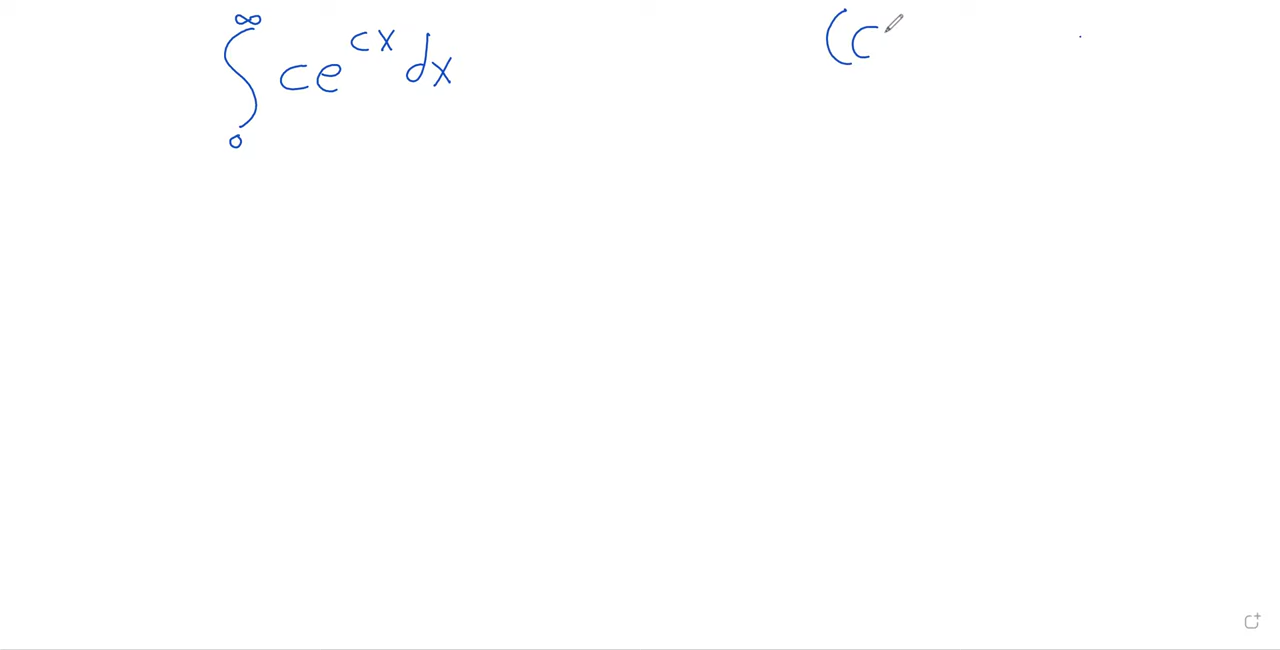 ∫₀^∞ ce^{cx} dx
(c